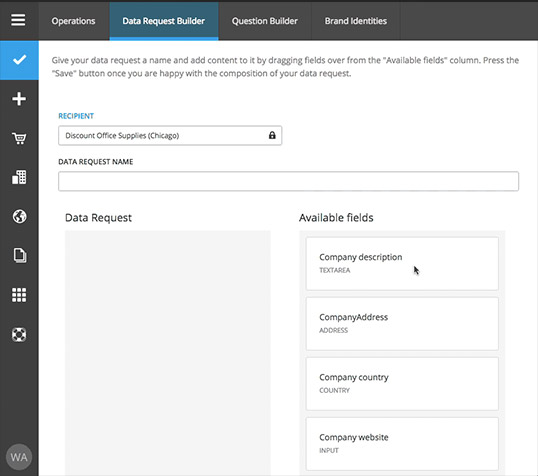 Operations
Data Request Builder
Question Builder
Brand Identities
Give your data request a name and add content to it by dragging fields over from the "Available fields" column. Press the
"Save" button once you are happy with the composition of your data request.
RECIPIENT
Discount Office Supplies (Chicago)
DATA REQUEST NAME
Data Request
Available fields
Company description
TEXTAREA
CompanyAddress
ADDRESS
Company country
COUNTRY
Company website
INPUT
WA